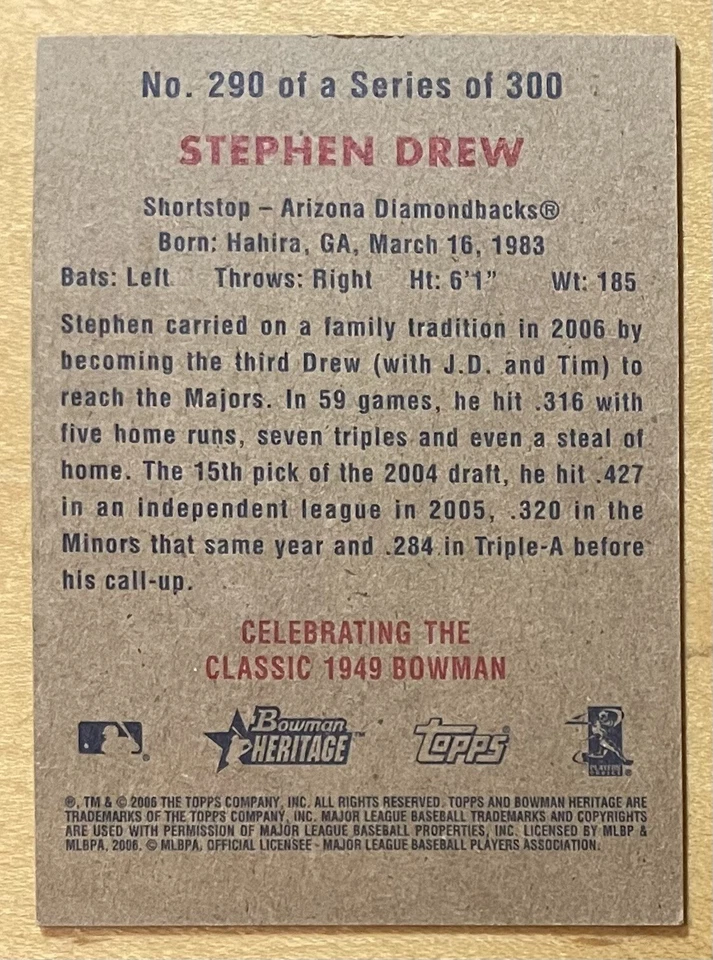 No. 290 of a Series of 300
STEPHEN DREW
Shortstop – Arizona Diamondbacks®
Born: Hahira, GA, March 16, 1983
Bats: Left Throws: Right Ht: 6'1" Wt: 185
Stephen carried on a family tradition in 2006 by
becoming the third Drew (with J.D. and Tim) to
reach the Majors. In 59 games, he hit .316 with
five home runs, seven triples and even a steal of
home. The 15th pick of the 2004 draft, he hit .427
in an independent league in 2005, .320 in the
Minors that same year and .284 in Triple-A before
his call-up.
CELEBRATING THE
CLASSIC 1949 BOWMAN
Bowman
HERITAGE™
Topps®
PLAYERS
CHOICE
®, TM & © 2006 THE TOPPS COMPANY, INC. ALL RIGHTS RESERVED. TOPPS AND BOWMAN HERITAGE ARE
TRADEMARKS OF THE TOPPS COMPANY, INC. MAJOR LEAGUE BASEBALL TRADEMARKS AND COPYRIGHTS
ARE USED WITH PERMISSION OF MAJOR LEAGUE BASEBALL PROPERTIES, INC. LICENSED BY MLBP &
MLBPA, 2006. © MLBPA, OFFICIAL LICENSEE - MAJOR LEAGUE BASEBALL PLAYERS ASSOCIATION.